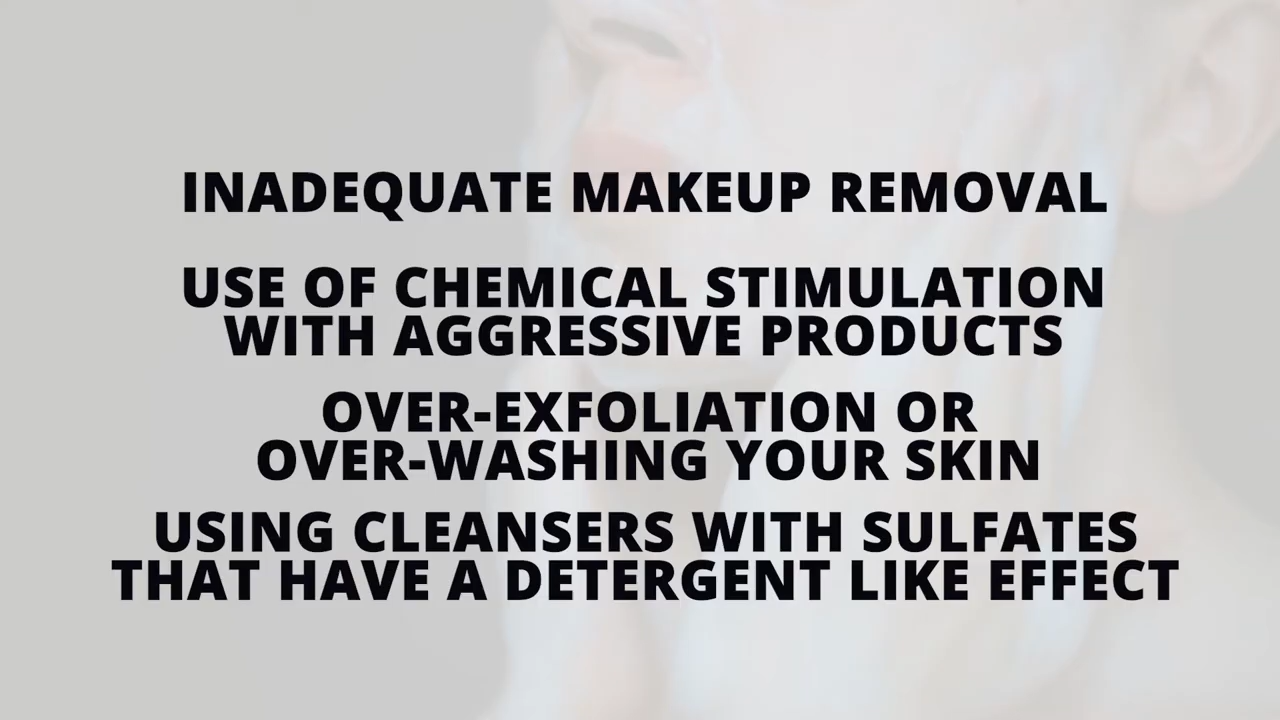 INADEQUATE MAKEUP REMOVAL
USE OF CHEMICAL STIMULATION
WITH AGGRESSIVE PRODUCTS
OVER-EXFOLIATION OR
OVER-WASHING YOUR SKIN
USING CLEANSERS WITH SULFATES
THAT HAVE A DETERGENT LIKE EFFECT